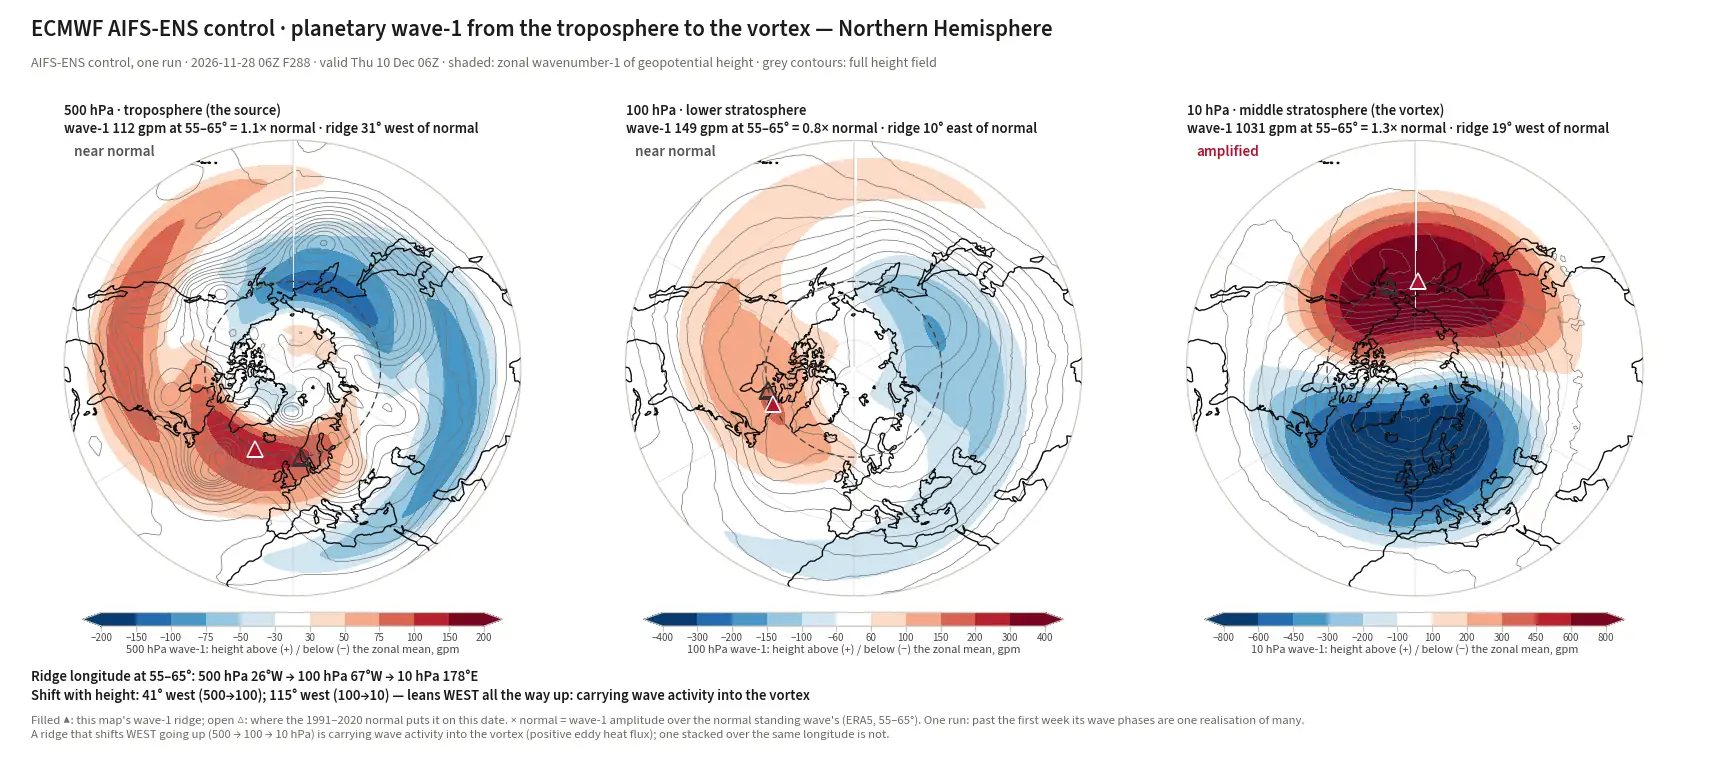 ECMWF AIFS-ENS control · planetary wave-1 from the troposphere to the vortex — Northern Hemisphere
AIFS-ENS control, one run · 2026-11-28 06Z F288 · valid Thu 10 Dec 06Z · shaded: zonal wavenumber-1 of geopotential height · grey contours: full height field
500 hPa · troposphere (the source)
wave-1 112 gpm at 55–65° = 1.1× normal · ridge 31° west of normal
near normal
100 hPa · lower stratosphere
wave-1 149 gpm at 55–65° = 0.8× normal · ridge 10° east of normal
near normal
10 hPa · middle stratosphere (the vortex)
wave-1 1031 gpm at 55–65° = 1.3× normal · ridge 19° west of normal
amplified
−200 −150 −100 −75 −50 −30 30 50 75 100 150 200
500 hPa wave-1: height above (+) / below (−) the zonal mean, gpm
−400 −300 −200 −150 −100 −60 60 100 150 200 300 400
100 hPa wave-1: height above (+) / below (−) the zonal mean, gpm
−800 −600 −450 −300 −200 −100 100 200 300 450 600 800
10 hPa wave-1: height above (+) / below (−) the zonal mean, gpm
Ridge longitude at 55–65°: 500 hPa 26°W → 100 hPa 67°W → 10 hPa 178°E
Shift with height: 41° west (500→100); 115° west (100→10) — leans WEST all the way up: carrying wave activity into the vortex
Filled ▲: this map's wave-1 ridge; open △: where the 1991–2020 normal puts it on this date. × normal = wave-1 amplitude over the normal standing wave's (ERA5, 55–65°). One run: past the first week its wave phases are one realisation of many.
A ridge that shifts WEST going up (500 → 100 → 10 hPa) is carrying wave activity into the vortex (positive eddy heat flux); one stacked over the same longitude is not.